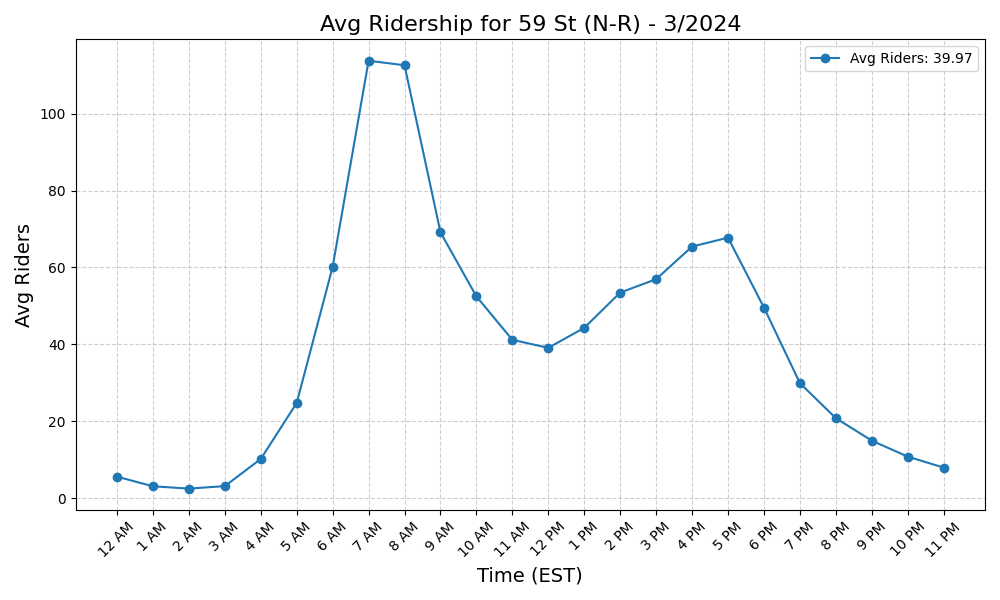 Avg Ridership for 59 St (N-R) - 3/2024
Avg Riders: 39.97
Avg Riders
100
80
60
40
20
0
12 AM
1 AM
2 AM
3 AM
4 AM
5 AM
6 AM
7 AM
8 AM
9 AM
10 AM
11 AM
12 PM
1 PM
2 PM
3 PM
4 PM
5 PM
6 PM
7 PM
8 PM
9 PM
10 PM
11 PM
Time (EST)